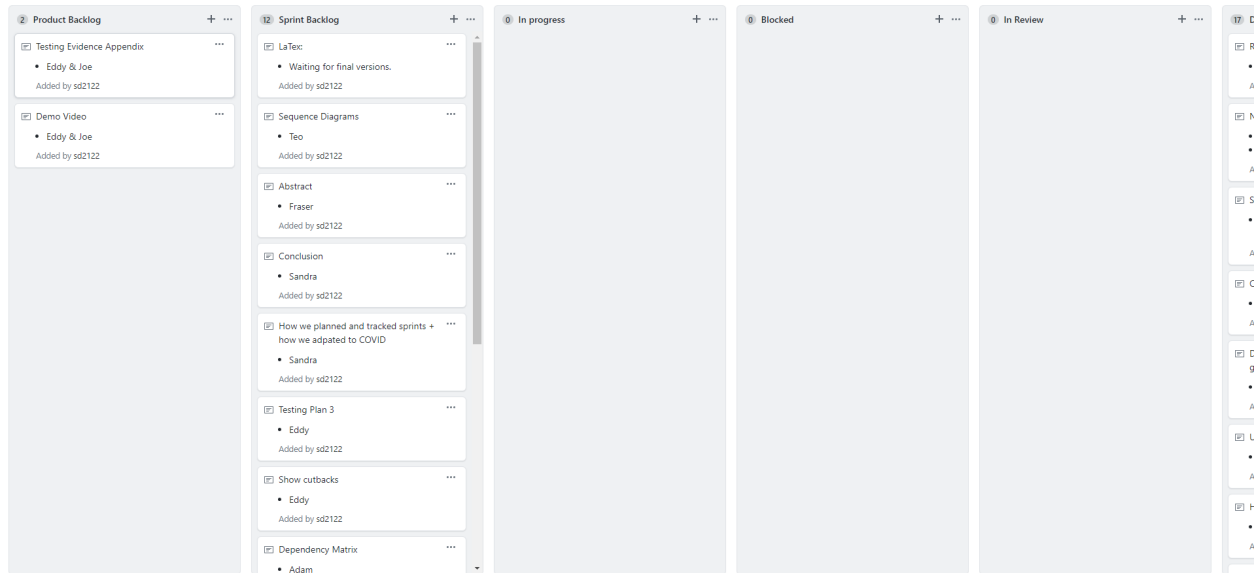 2 Product Backlog
Testing Evidence Appendix
Eddy & Joe
Added by sd2122
Demo Video
Eddy & Joe
Added by sd2122
12 Sprint Backlog
LaTex:
Waiting for final versions.
Added by sd2122
Sequence Diagrams
Teo
Added by sd2122
Abstract
Fraser
Added by sd2122
Conclusion
Sandra
Added by sd2122
How we planned and tracked sprints +
how we adpated to COVID
Sandra
Added by sd2122
Testing Plan 3
Eddy
Added by sd2122
Show cutbacks
Eddy
Added by sd2122
Dependency Matrix
Adam
0 In progress
0 Blocked
0 In Review
17